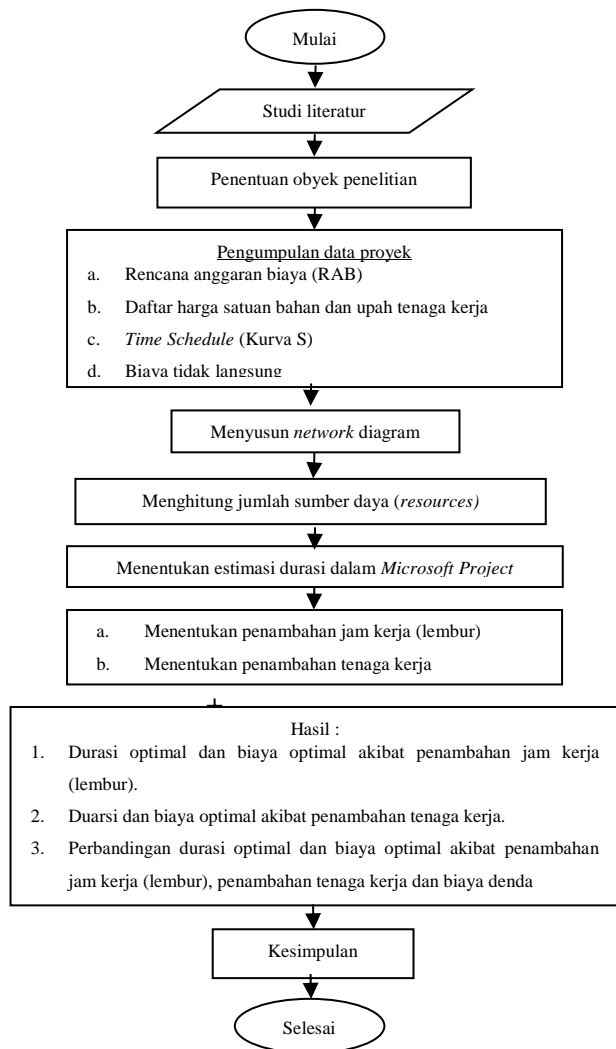 Mulai
Studi literatur
Penentuan obyek penelitian
Pengumpulan data proyek
a. Rencana anggaran biaya (RAB)
b. Daftar harga satuan bahan dan upah tenaga kerja
c. Time Schedule (Kurva S)
d. Biaya tidak langsung
Menyusun network diagram
Menghitung jumlah sumber daya (resources)
Menentukan estimasi durasi dalam Microsoft Project
a. Menentukan penambahan jam kerja (lembur)
b. Menentukan penambahan tenaga kerja
Hasil :
1. Durasi optimal dan biaya optimal akibat penambahan jam kerja
(lembur).
2. Duarsi dan biaya optimal akibat penambahan tenaga kerja.
3. Perbandingan durasi optimal dan biaya optimal akibat penambahan
jam kerja (lembur), penambahan tenaga kerja dan biaya denda
Kesimpulan
Selesai